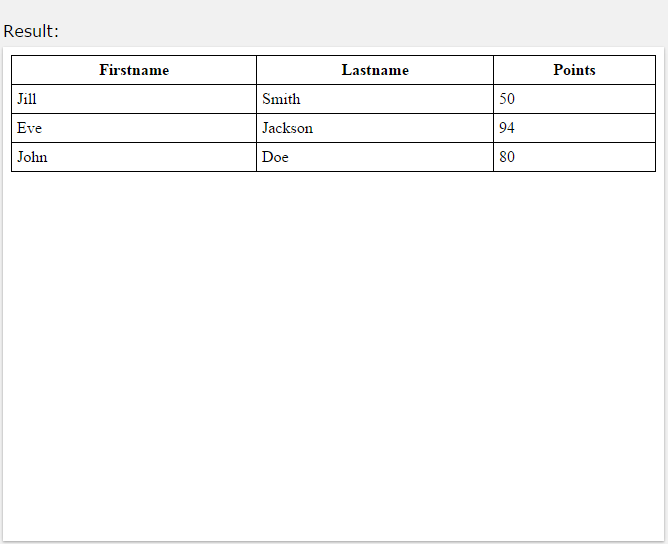 Result:
Firstname Lastname Points
Jill Smith 50
Eve Jackson 94
John Doe 80